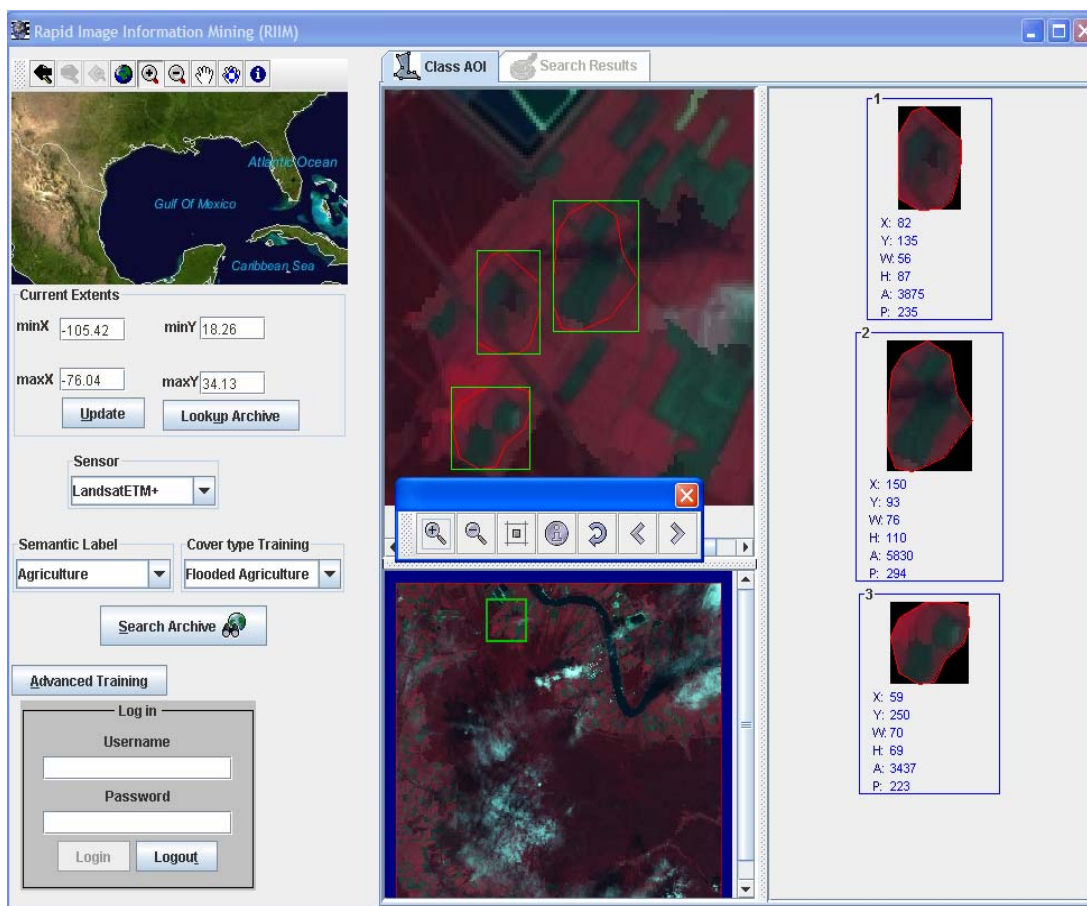 Rapid Image Information Mining (RIIM)
Class AOI
Search Results
Atlantic Ocean
Gulf Of Mexico
Caribbean Sea
Current Extents
minX -105.42 minY 18.26
maxX -76.04 maxY 34.13
Update Lookup Archive
Sensor
LandsatETM+
Semantic Label Cover type Training
Agriculture Flooded Agriculture
Search Archive
Advanced Training
Log in
Username
Password
Login Logout
1
X: 82
Y: 135
W: 56
H: 87
A: 3875
P: 235
2
X: 150
Y: 93
W: 76
H: 110
A: 5830
P: 294
3
X: 59
Y: 250
W: 70
H: 69
A: 3437
P: 223